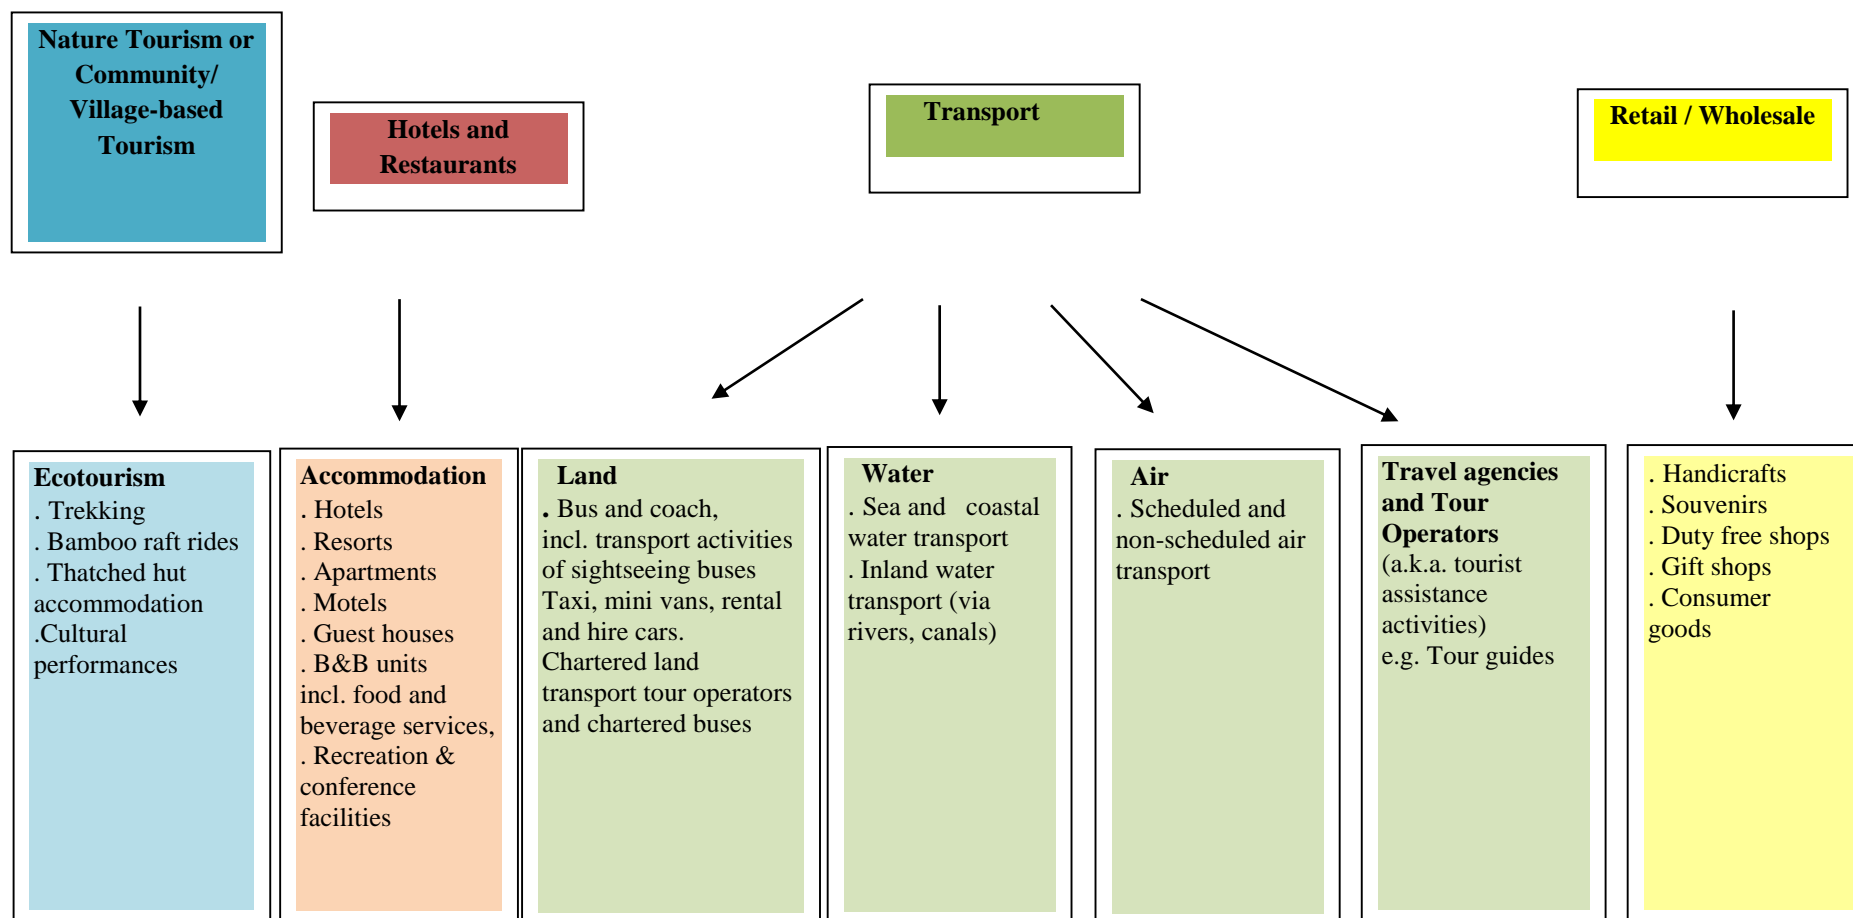 Nature Tourism or
Community/
Village-based
Tourism
Hotels and
Restaurants
Transport
Retail / Wholesale
Ecotourism
. Trekking
. Bamboo raft rides
. Thatched hut
accommodation
.Cultural
performances
Accommodation
. Hotels
. Resorts
. Apartments
. Motels
. Guest houses
. B&B units
incl. food and
beverage services,
. Recreation &
conference
facilities
Land
. Bus and coach,
incl. transport activities
of sightseeing buses
Taxi, mini vans, rental
and hire cars.
Chartered land
transport tour operators
and chartered buses
Water
. Sea and coastal
water transport
. Inland water
transport (via
rivers, canals)
Air
. Scheduled and
non-scheduled air
transport
Travel agencies
and Tour
Operators
(a.k.a. tourist
assistance
activities)
e.g. Tour guides
. Handicrafts
. Souvenirs
. Duty free shops
. Gift shops
. Consumer
goods